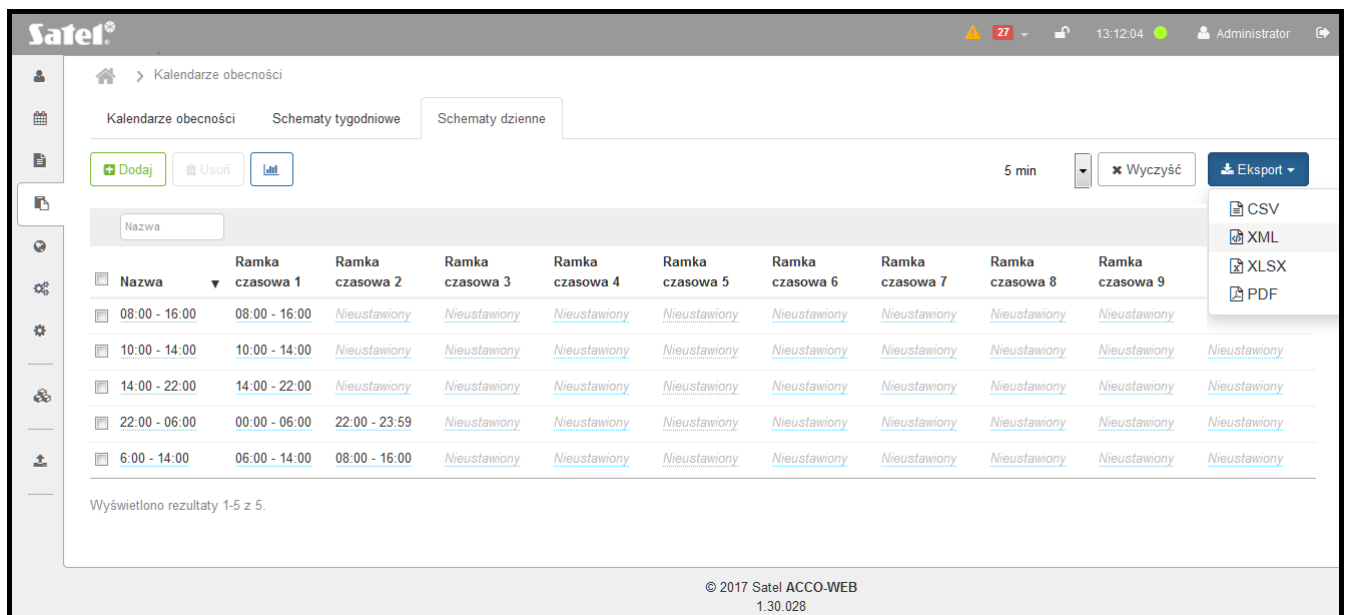 Satel®
27
13:12:04
Administrator
Kalendarze obecności
Kalendarze obecności Schematy tygodniowe Schematy dzienne
Dodaj Usuń 5 min Wyczyść Eksport
CSV
XML
XLSX
PDF
Nazwa
Nazwa Ramka czasowa 1 Ramka czasowa 2 Ramka czasowa 3 Ramka czasowa 4 Ramka czasowa 5 Ramka czasowa 6 Ramka czasowa 7 Ramka czasowa 8 Ramka czasowa 9
08:00 - 16:00 08:00 - 16:00 Nieustawiony Nieustawiony Nieustawiony Nieustawiony Nieustawiony Nieustawiony Nieustawiony Nieustawiony
10:00 - 14:00 10:00 - 14:00 Nieustawiony Nieustawiony Nieustawiony Nieustawiony Nieustawiony Nieustawiony Nieustawiony Nieustawiony Nieustawiony
14:00 - 22:00 14:00 - 22:00 Nieustawiony Nieustawiony Nieustawiony Nieustawiony Nieustawiony Nieustawiony Nieustawiony Nieustawiony Nieustawiony
22:00 - 06:00 00:00 - 06:00 22:00 - 23:59 Nieustawiony Nieustawiony Nieustawiony Nieustawiony Nieustawiony Nieustawiony Nieustawiony Nieustawiony
6:00 - 14:00 06:00 - 14:00 08:00 - 16:00 Nieustawiony Nieustawiony Nieustawiony Nieustawiony Nieustawiony Nieustawiony Nieustawiony Nieustawiony
Wyświetlono rezultaty 1-5 z 5.
© 2017 Satel ACCO-WEB
1.30.028